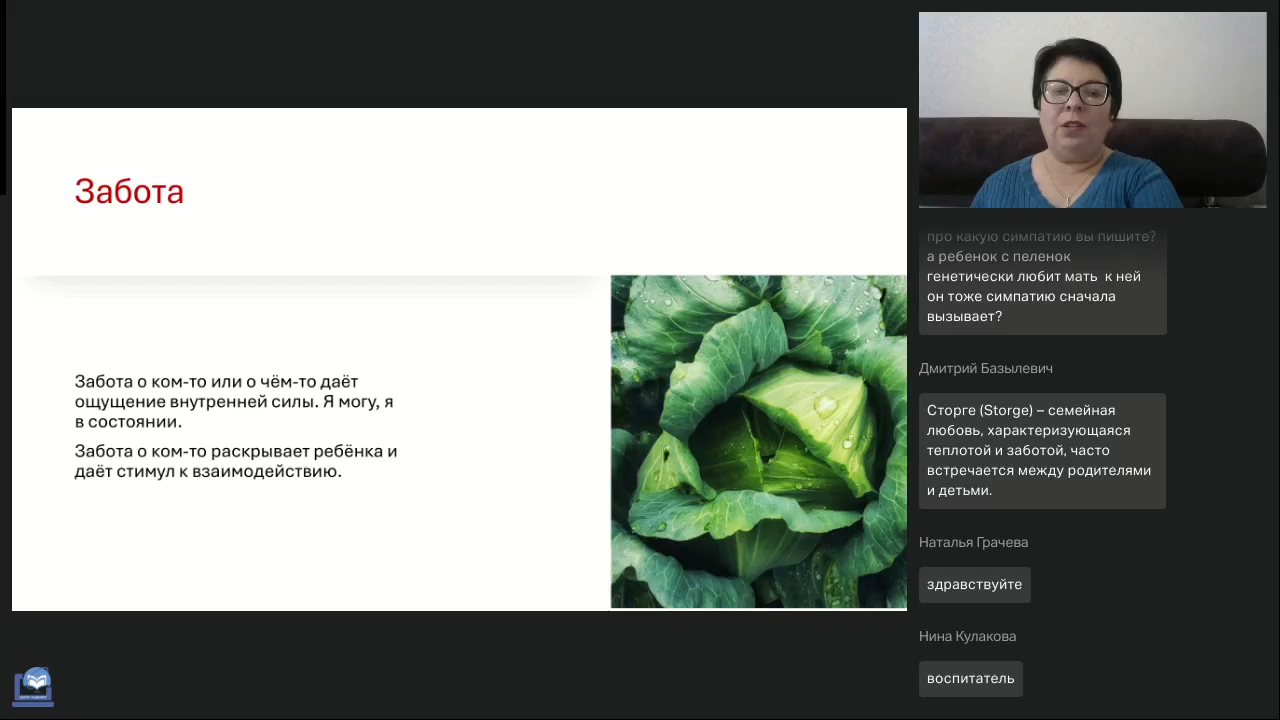 Забота
Забота о ком-то или о чём-то даёт
ощущение внутренней силы. Я могу, я
в состоянии.
Забота о ком-то раскрывает ребёнка и
даёт стимул к взаимодействию.
про какую симпатию вы пишите?
а ребенок с пеленок
генетически любит мать к ней
он тоже симпатию сначала
вызывает?
Дмитрий Базылевич
Сторге (Storge) – семейная
любовь, характеризующаяся
теплотой и заботой, часто
встречается между родителями
и детьми.
Наталья Грачева
здравствуйте
Нина Кулакова
воспитатель